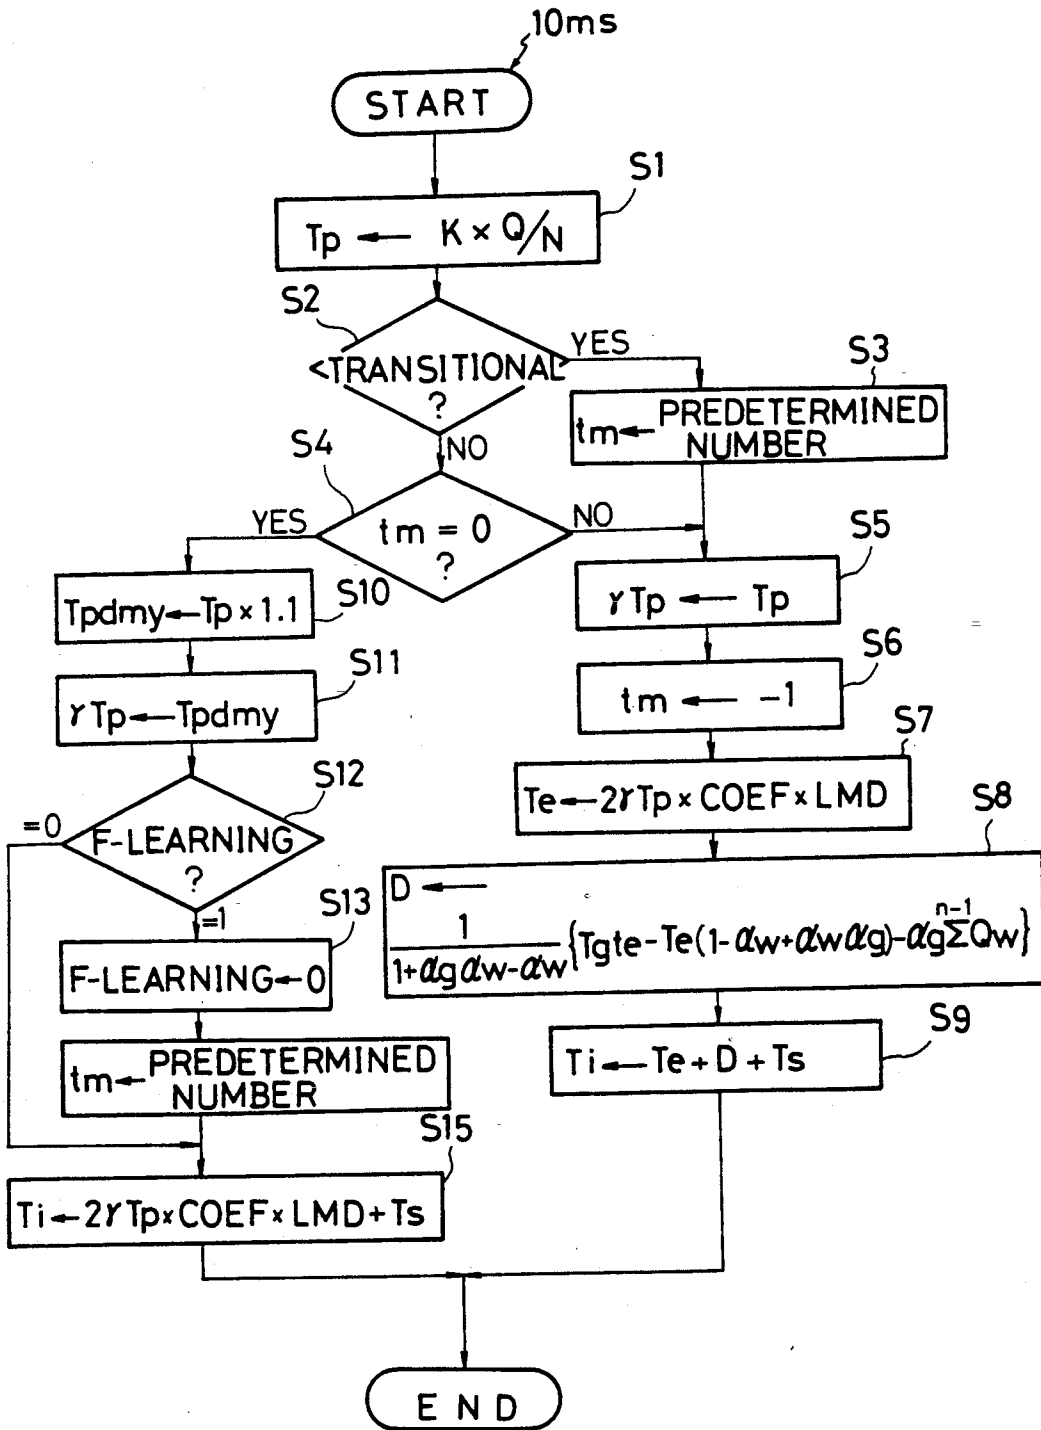 10ms
START
S1
Tp ← K × Q/N
S2
<TRANSITIONAL>
?
YES
NO
S3
tm← PREDETERMINED
NUMBER
S4
tm = 0
?
YES
NO
S5
γTp ← Tp
S6
tm ← -1
S7
Te←2γTp×COEF×LMD
S8
D ←
1/(1+αgαw-αw) {Tgte-Te(1-αw+αwαg)-αg n-1 ΣQw}
S9
Ti ← Te + D + Ts
S10
Tpdmy←Tp×1.1
S11
γTp←Tpdmy
S12
F-LEARNING
?
=0
=1
S13
F-LEARNING←0
tm← PREDETERMINED
NUMBER
S15
Ti←2γTp×COEF×LMD+Ts
END